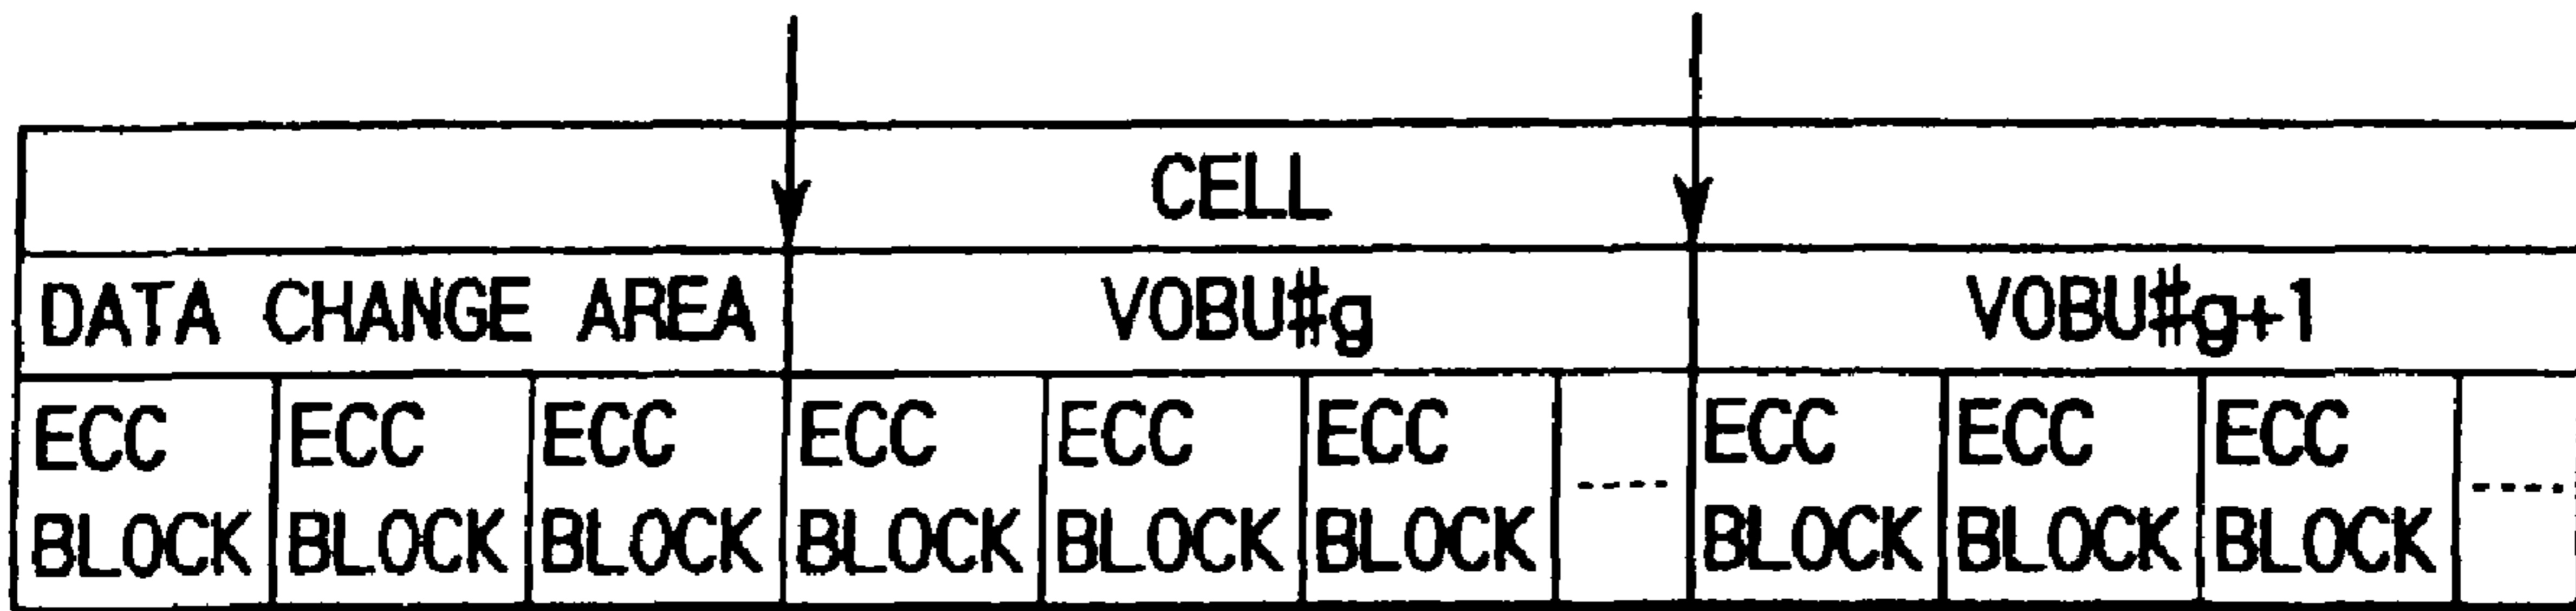 CELL
DATA CHANGE AREA VOBU#g VOBU#g+1
ECC ECC ECC ECC ECC ECC ---- ECC ECC ECC ----
BLOCK BLOCK BLOCK BLOCK BLOCK BLOCK BLOCK BLOCK BLOCK